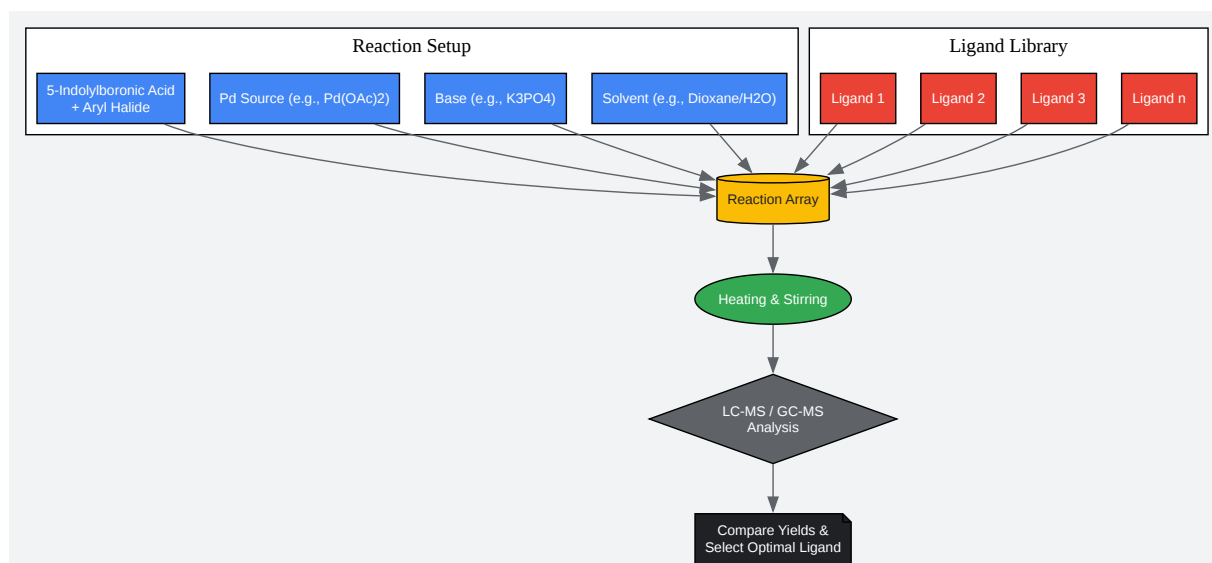 Reaction Setup
Ligand Library
5-Indolylboronic Acid
+ Aryl Halide
Pd Source (e.g., Pd(OAc)2)
Base (e.g., K3PO4)
Solvent (e.g., Dioxane/H2O)
Ligand 1
Ligand 2
Ligand 3
Ligand n
Reaction Array
Heating & Stirring
LC-MS / GC-MS
Analysis
Compare Yields &
Select Optimal Ligand